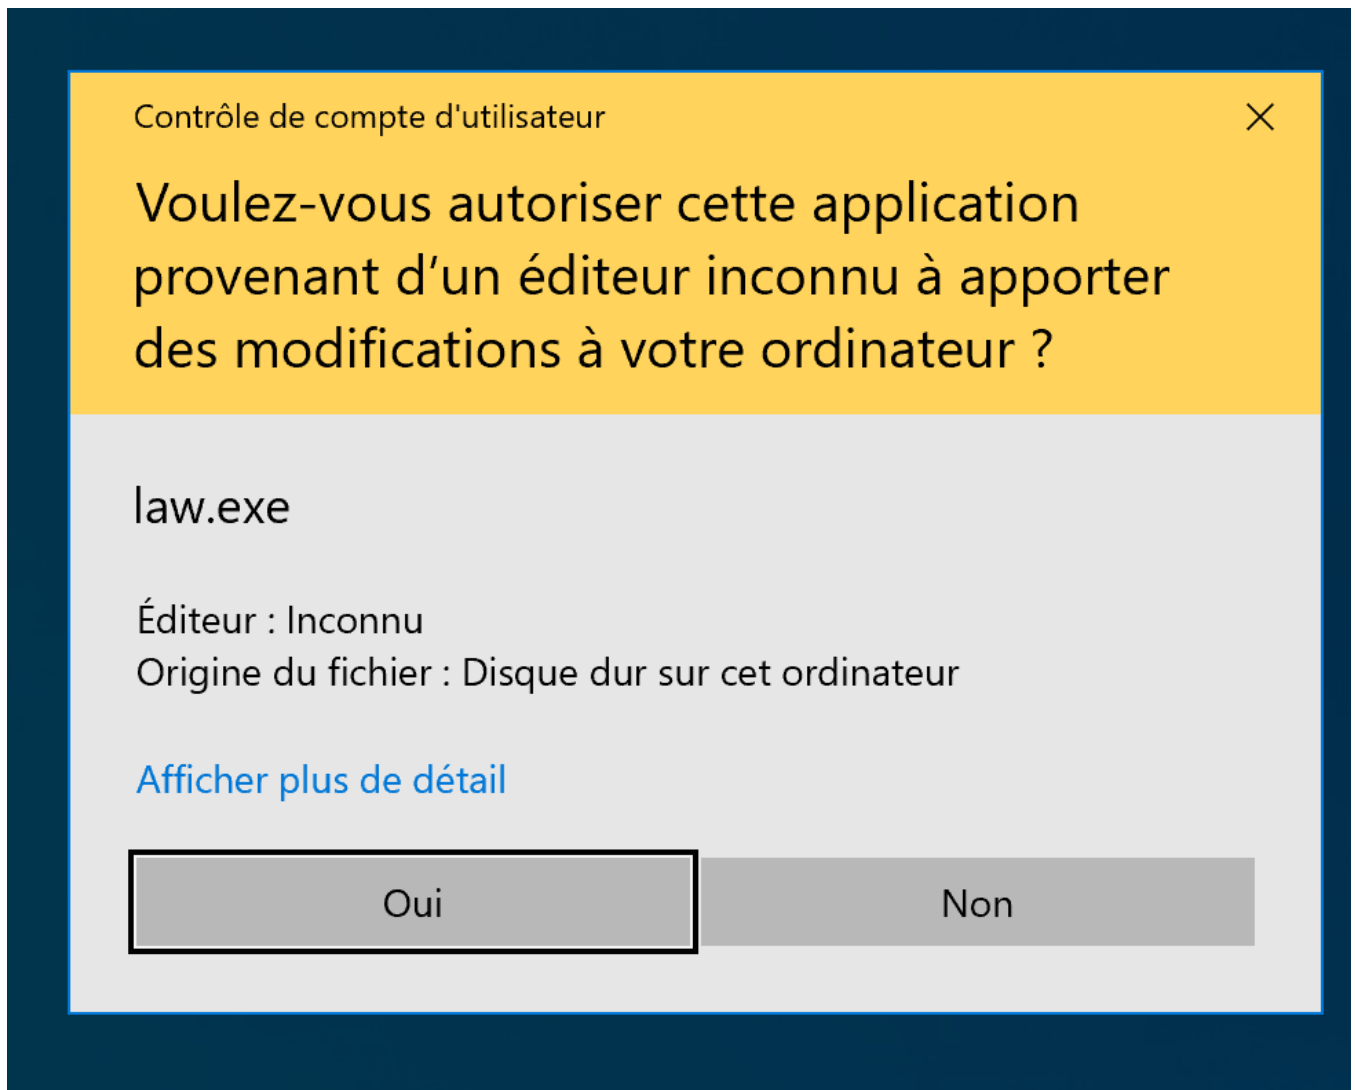 Contrôle de compte d'utilisateur
Voulez-vous autoriser cette application
provenant d’un éditeur inconnu à apporter
des modifications à votre ordinateur ?
law.exe
Éditeur : Inconnu
Origine du fichier : Disque dur sur cet ordinateur
Afficher plus de détail
Oui
Non